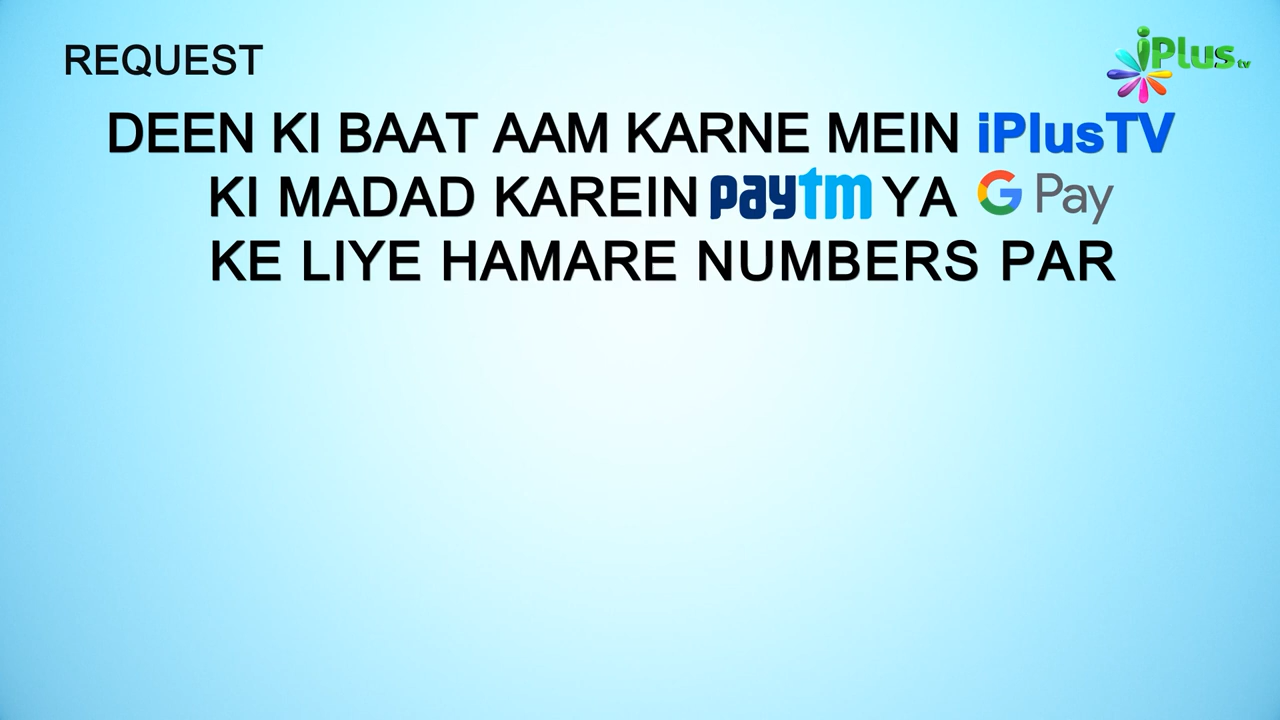 REQUEST
iPlus tv
DEEN KI BAAT AAM KARNE MEIN iPlusTV
KI MADAD KAREIN paytm YA G Pay
KE LIYE HAMARE NUMBERS PAR